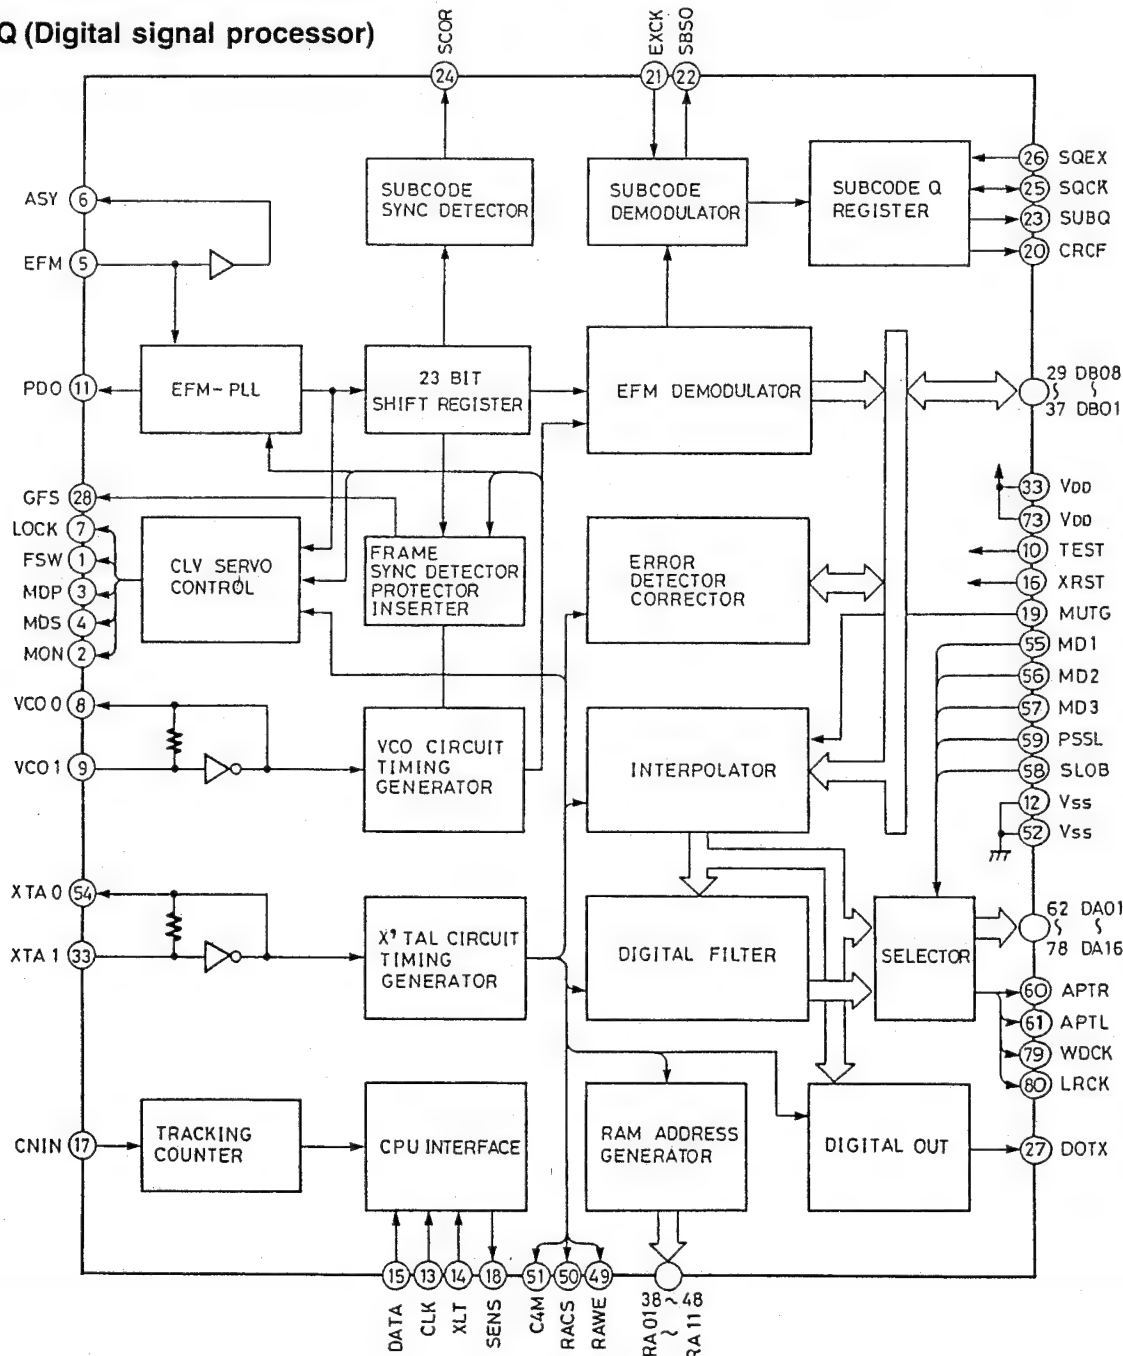 Q (Digital signal processor)
SCOR
EXCK
SBSO
24
21
22
ASY 6
EFM 5
SUBCODE
SYNC DETECTOR
SUBCODE
DEMODULATOR
SUBCODE Q
REGISTER
26 SQEX
25 SQCK
23 SUBQ
20 CRCF
PDO 11
EFM-PLL
23 BIT
SHIFT REGISTER
EFM DEMODULATOR
29 DB08
~
37 DB01
GFS 28
LOCK 7
FSW 1
MDP 3
MDS 4
MON 2
CLV SERVO
CONTROL
FRAME
SYNC DETECTOR
PROTECTOR
INSERTER
ERROR
DETECTOR
CORRECTOR
33 VDD
73 VDD
10 TEST
16 XRST
19 MUTG
55 MD1
56 MD2
57 MD3
59 PSSL
58 SLOB
12 Vss
52 Vss
VCO 0 8
VCO 1 9
VCO CIRCUIT
TIMING
GENERATOR
INTERPOLATOR
XTA 0 54
XTA 1 33
X'TAL CIRCUIT
TIMING
GENERATOR
DIGITAL FILTER
SELECTOR
62 DA01
~ ~
78 DA16
60 APTR
61 APTL
79 WDCK
80 LRCK
CNIN 17
TRACKING
COUNTER
CPU INTERFACE
RAM ADDRESS
GENERATOR
DIGITAL OUT
27 DOTX
15
13
14
18
51
50
49
DATA
CLK
XLT
SENS
C4M
RACS
RAWE
38 ~ 48
RA01 ~ RA11